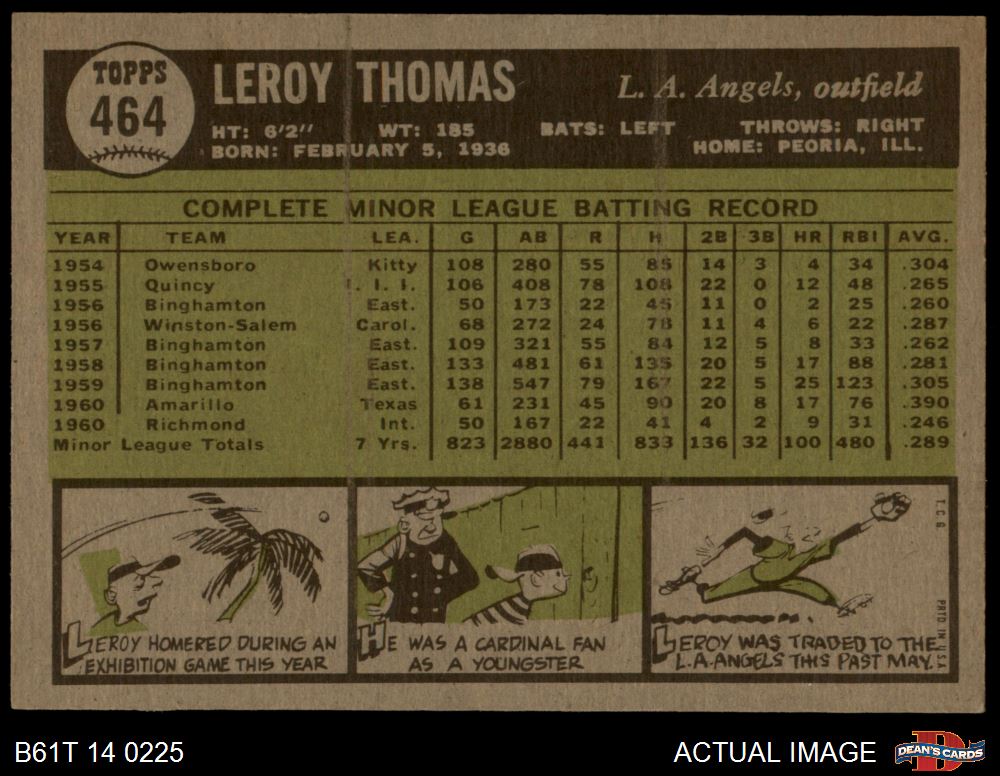 TOPPS
464
LEROY THOMAS
L. A. Angels, outfield
HT: 6'2" WT: 185 BATS: LEFT THROWS: RIGHT
BORN: FEBRUARY 5, 1936 HOME: PEORIA, ILL.
COMPLETE MINOR LEAGUE BATTING RECORD
YEAR TEAM LEA. G AB R H 2B 3B HR RBI AVG.
1954 Owensboro Kitty 108 280 55 85 14 3 4 34 .304
1955 Quincy I. I. I. 106 408 78 108 22 0 12 48 .265
1956 Binghamton East. 50 173 22 45 11 0 2 25 .260
1956 Winston-Salem Carol. 68 272 24 78 11 4 6 22 .287
1957 Binghamton East. 109 321 55 84 12 5 8 33 .262
1958 Binghamton East. 133 481 61 135 20 5 17 88 .281
1959 Binghamton East. 138 547 79 167 22 5 25 123 .305
1960 Amarillo Texas 61 231 45 90 20 8 17 76 .390
1960 Richmond Int. 50 167 22 41 4 2 9 31 .246
Minor League Totals 7 Yrs. 823 2880 441 833 136 32 100 480 .289
LEROY HOMERED DURING AN
EXHIBITION GAME THIS YEAR
HE WAS A CARDINAL FAN
AS A YOUNGSTER
LEROY WAS TRADED TO THE
L.A. ANGELS THIS PAST MAY.
T.C.G.
PRTD. IN U.S.A.
B61T 14 0225
ACTUAL IMAGE
D
DEAN'S CARDS